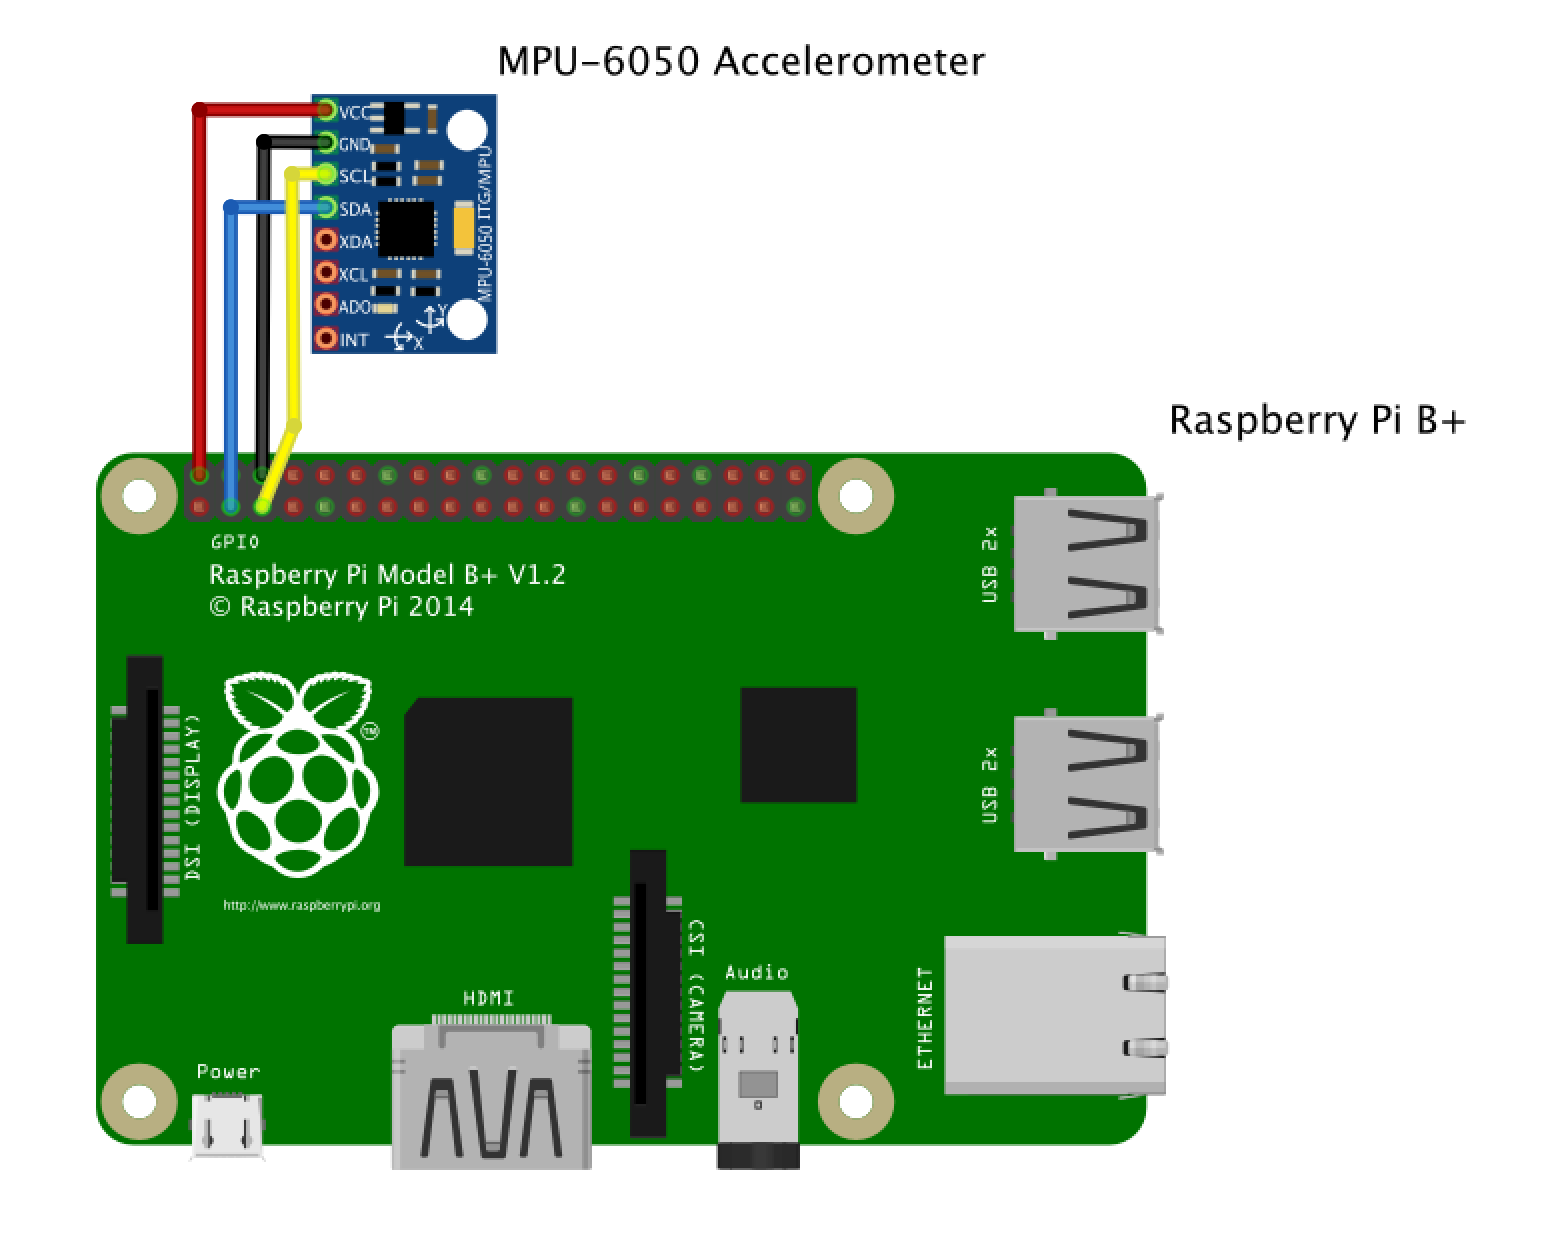 MPU-6050 Accelerometer
VCC
GND
SCL
SDA
XDA
XCL
ADO
INT
MPU-6050 ITG/MPU
Y
X
Raspberry Pi B+
GPIO
Raspberry Pi Model B+ V1.2
© Raspberry Pi 2014
USB 2x
TM
DSI (DISPLAY)
USB 2x
http://www.raspberrypi.org
CSI (CAMERA)
Audio
ETHERNET
HDMI
Power